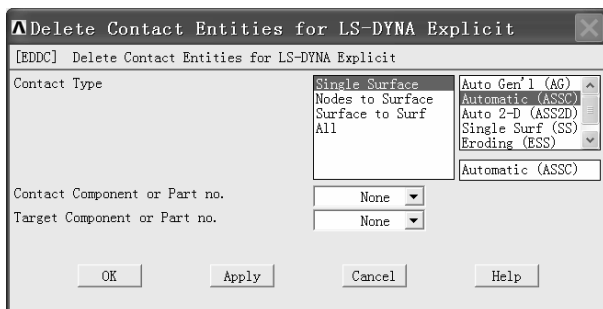 Delete Contact Entities for LS-DYNA Explicit
[EDDC] Delete Contact Entities for LS-DYNA Explicit
Contact Type
Single Surface
Nodes to Surface
Surface to Surf
All
Auto Gen'l (AG)
Automatic (ASSC)
Auto 2-D (ASS2D)
Single Surf (SS)
Eroding (ESS)
Automatic (ASSC)
Contact Component or Part no.
None
Target Component or Part no.
None
OK Apply Cancel Help